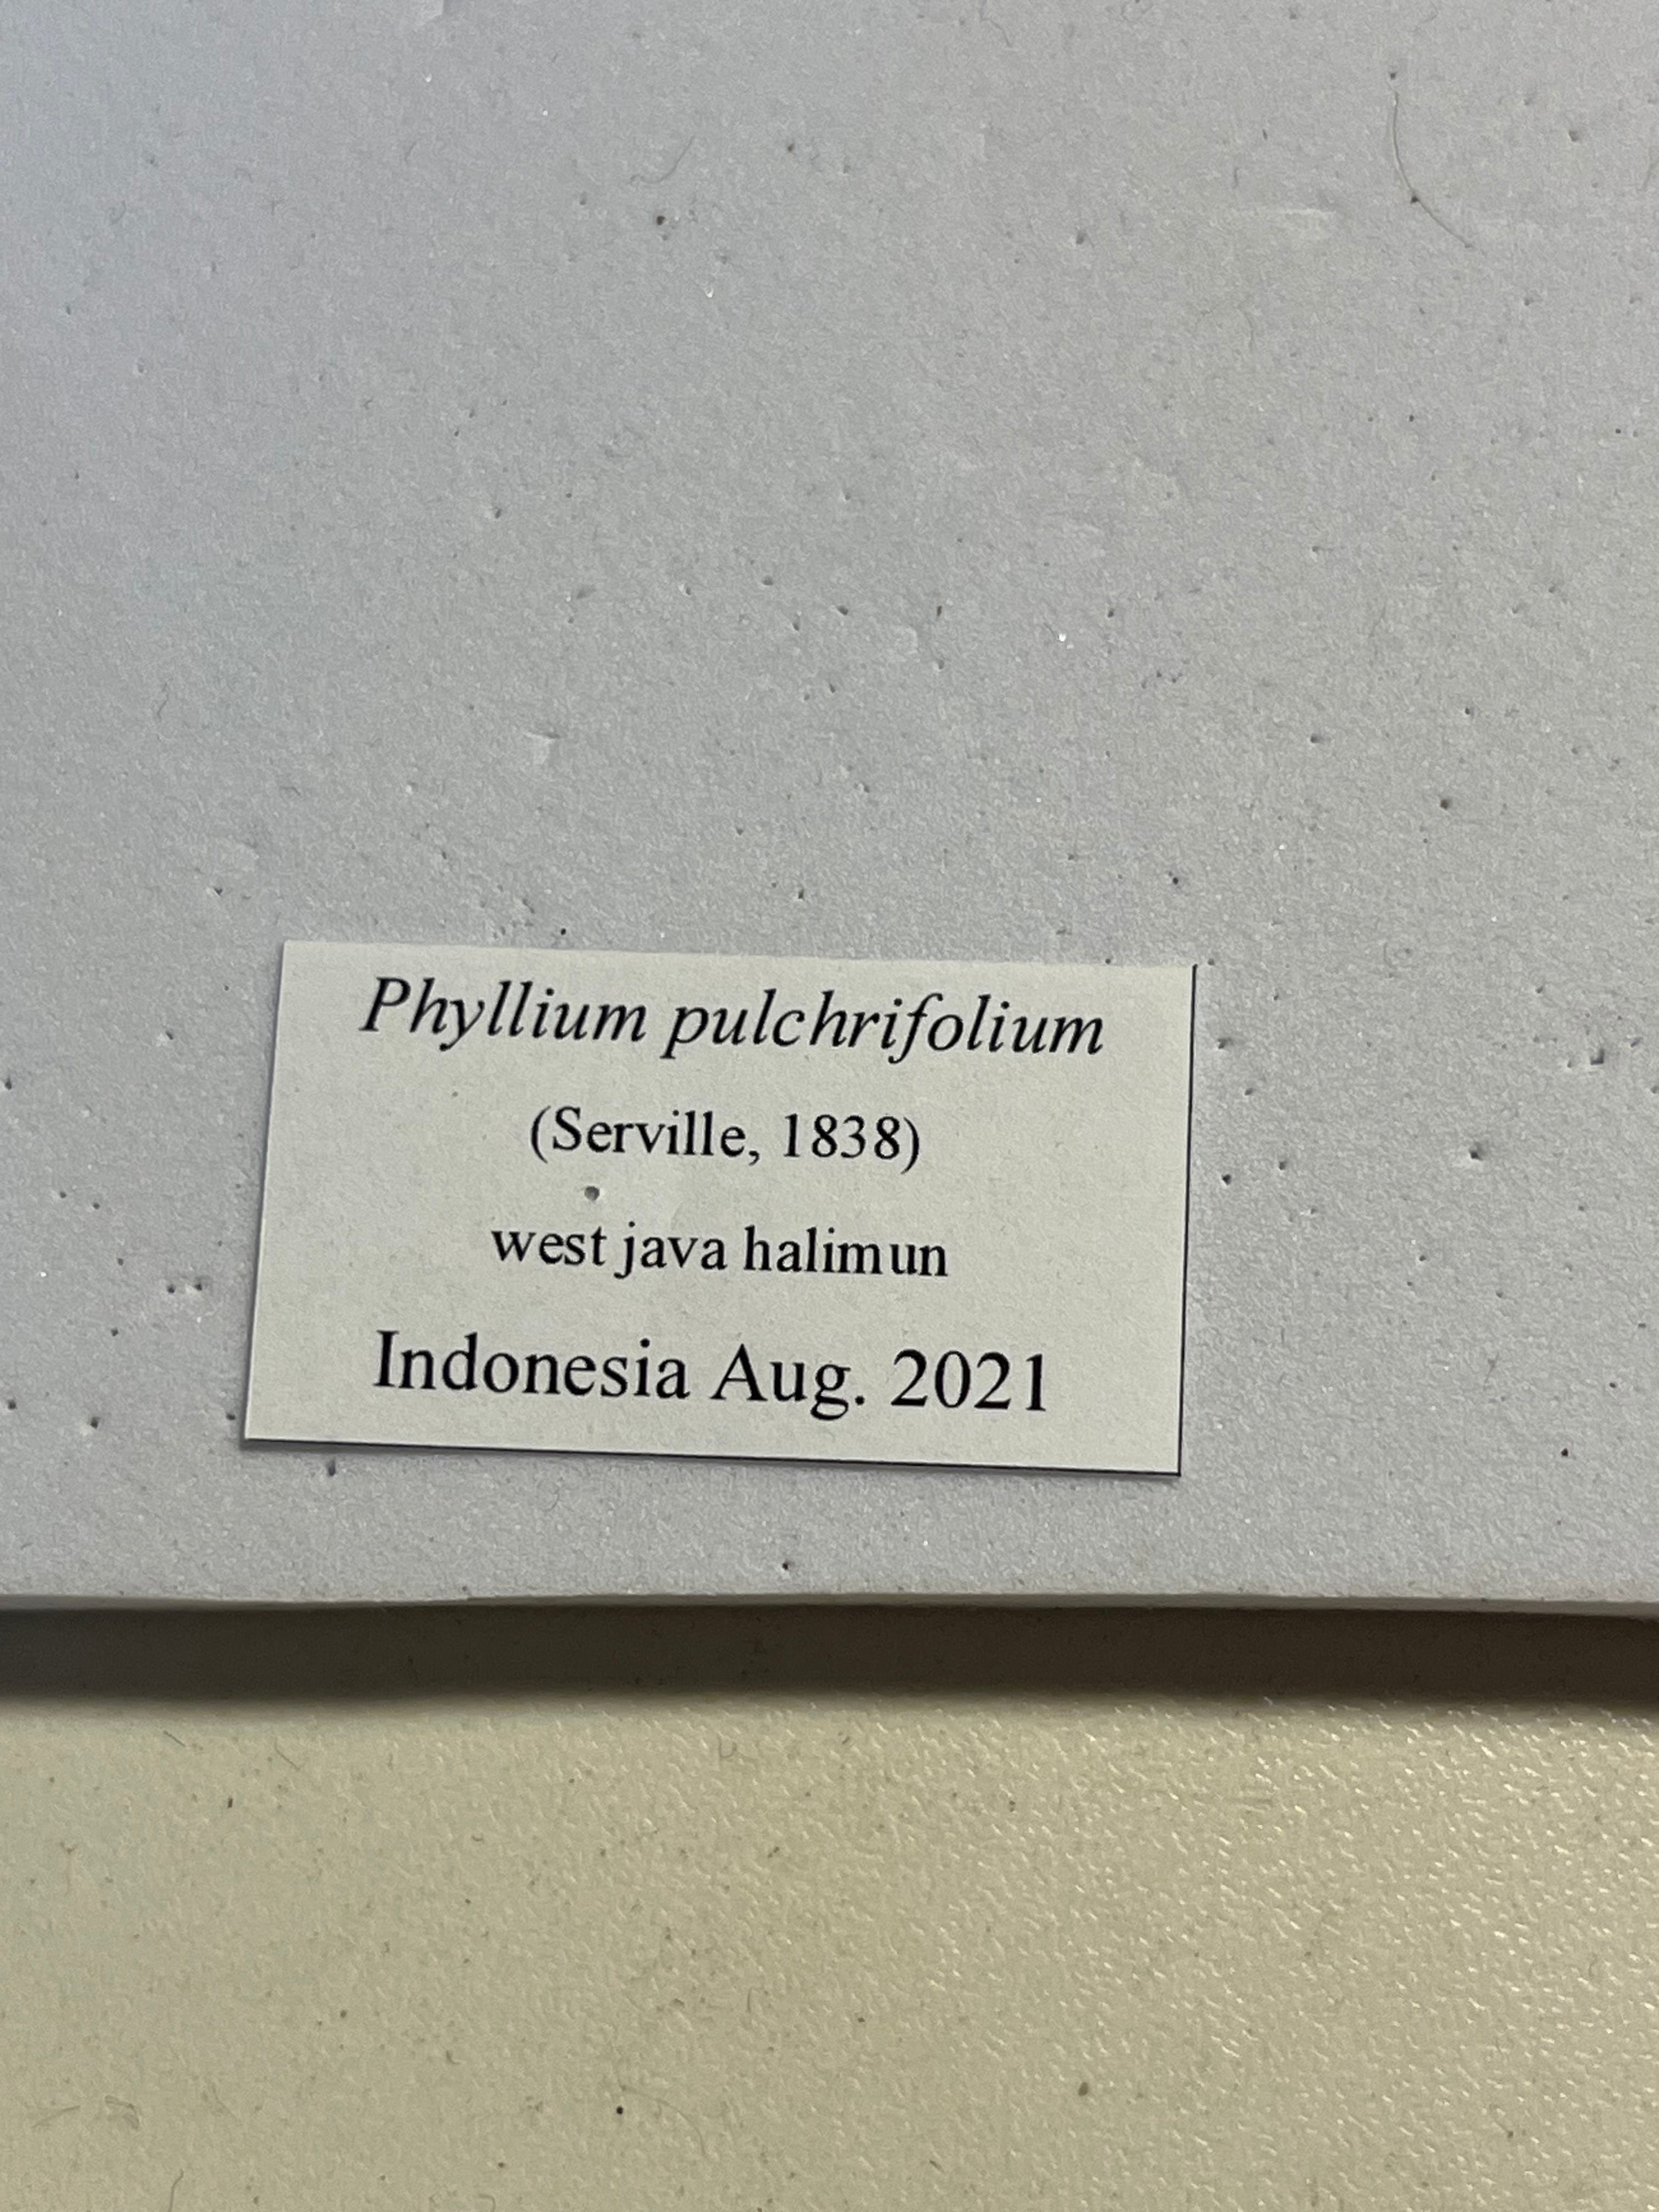 Phyllium pulchrifolium
(Serville, 1838)
west java halimun
Indonesia Aug. 2021